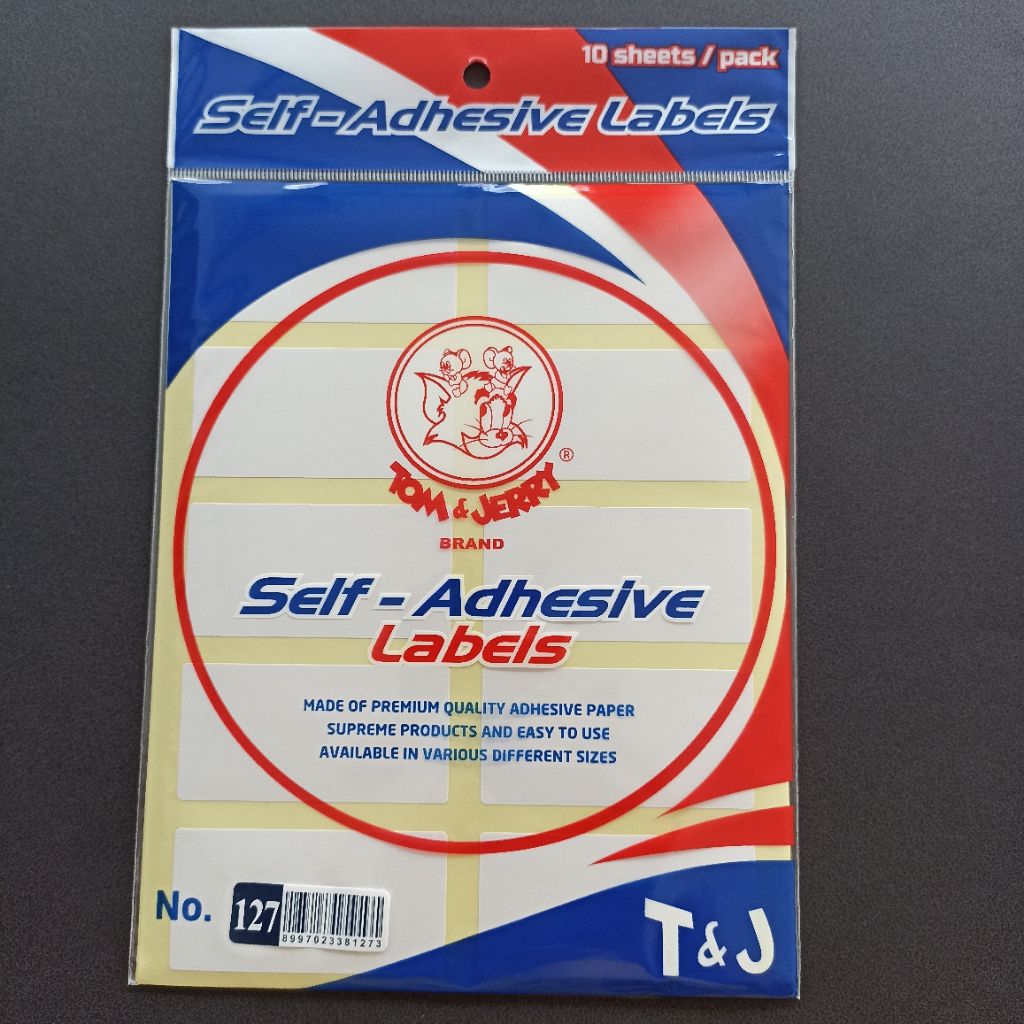 10 sheets / pack
Self-Adhesive Labels
TOM & JERRY ®
BRAND
Self - Adhesive
Labels
MADE OF PREMIUM QUALITY ADHESIVE PAPER
SUPREME PRODUCTS AND EASY TO USE
AVAILABLE IN VARIOUS DIFFERENT SIZES
No. 127
8997023381273
T & J